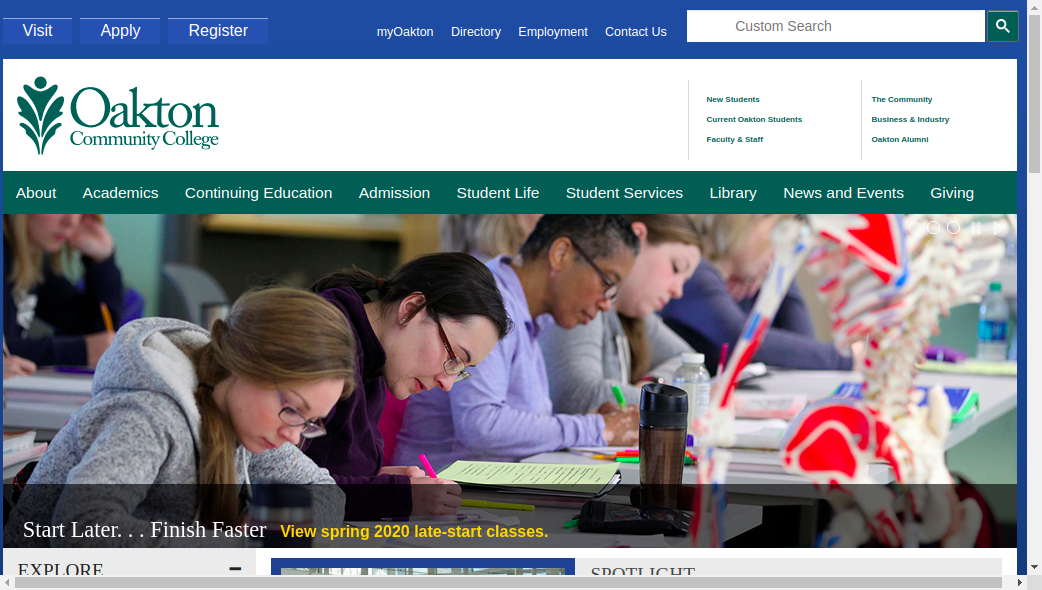 Visit Apply Register myOakton Directory Employment Contact Us Custom Search
Oakton
Community College
New Students
Current Oakton Students
Faculty & Staff
The Community
Business & Industry
Oakton Alumni
About Academics Continuing Education Admission Student Life Student Services Library News and Events Giving
Start Later. . . Finish Faster View spring 2020 late-start classes.
EXPLORE
SPOTLIGHT